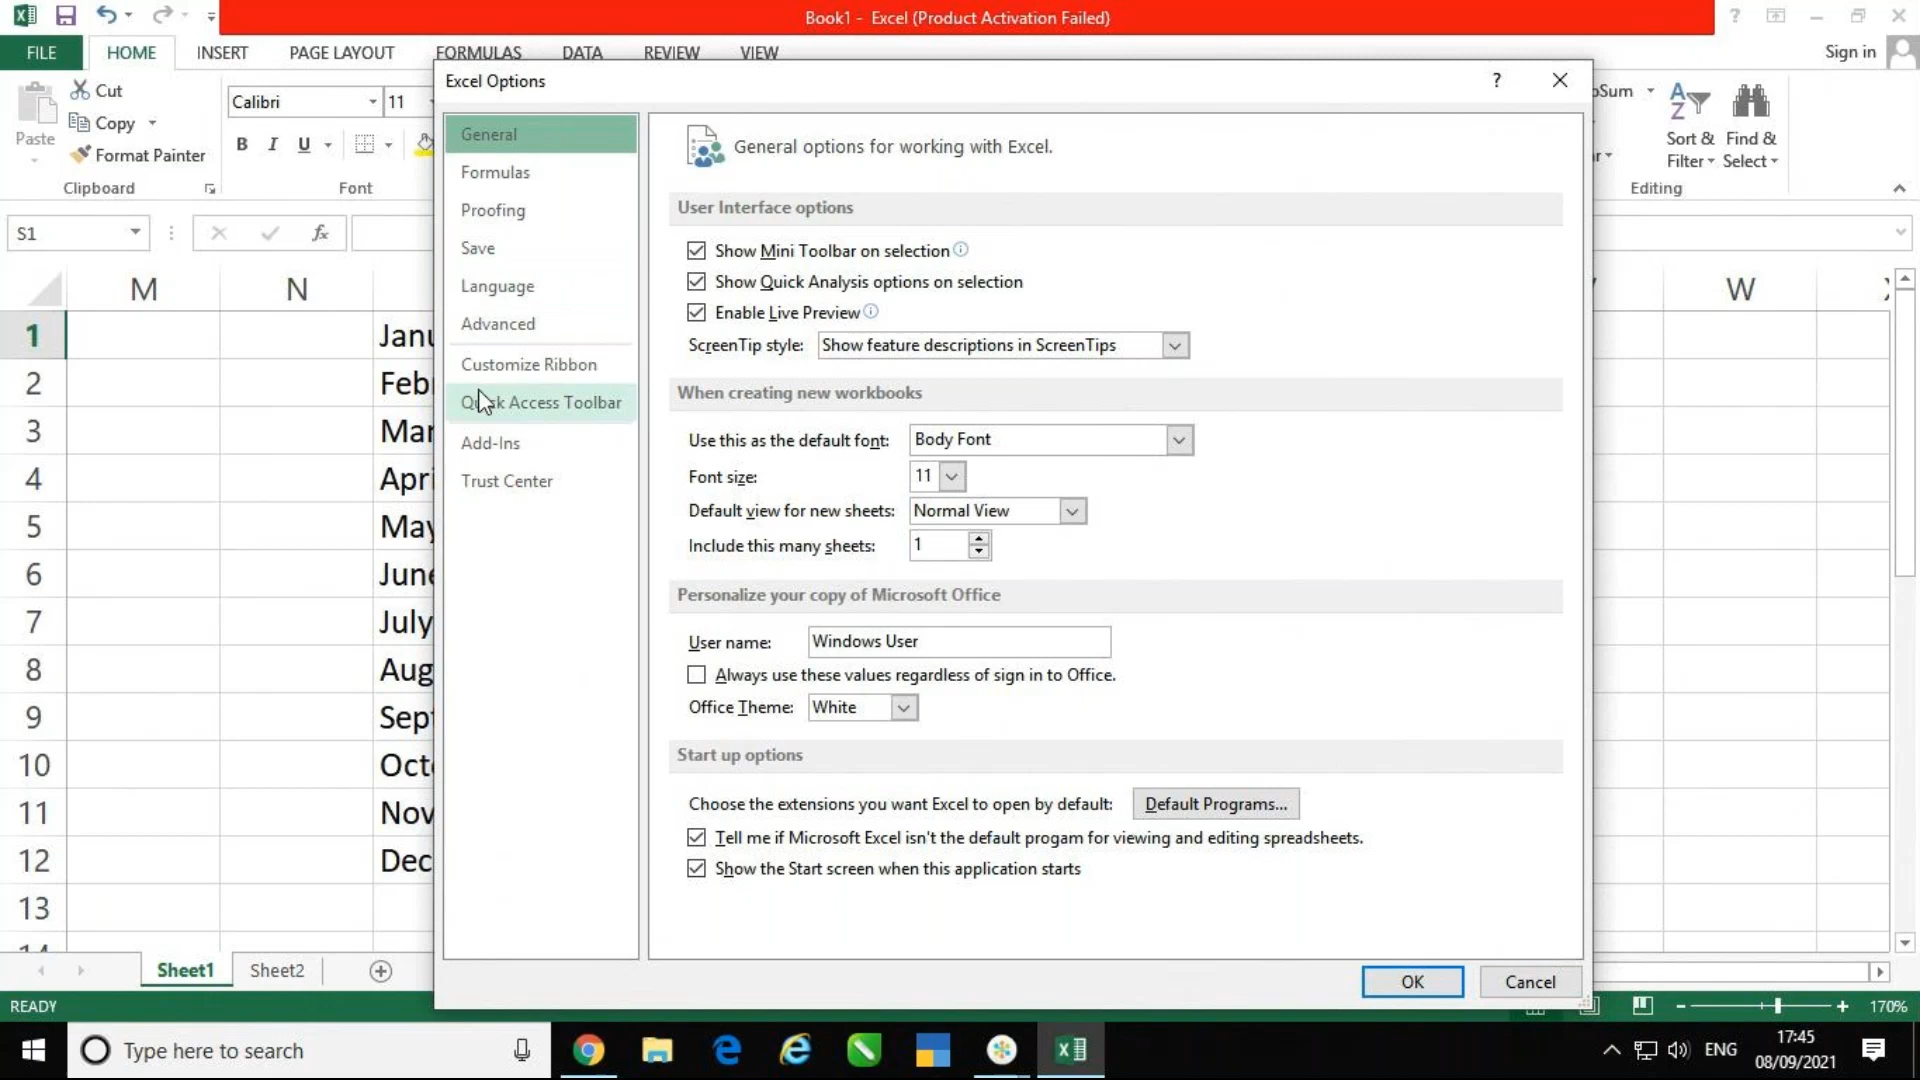 Book1 - Excel (Product Activation Failed)
FILE HOME INSERT PAGE LAYOUT FORMULAS DATA REVIEW VIEW Sign in
Paste
Cut
Copy
Format Painter
Clipboard
Calibri 11
B I U
Font
Sort & Filter
Find & Select
Editing
S1
fx
M N W
1 Janu
2 Febr
3 Mar
4 Apri
5 May
6 June
7 July
8 Aug
9 Sept
10 Octo
11 Nov
12 Dec
13
14
Excel Options
General
Formulas
Proofing
Save
Language
Advanced
Customize Ribbon
Quick Access Toolbar
Add-Ins
Trust Center
General options for working with Excel.
User Interface options
Show Mini Toolbar on selection
Show Quick Analysis options on selection
Enable Live Preview
ScreenTip style: Show feature descriptions in ScreenTips
When creating new workbooks
Use this as the default font: Body Font
Font size: 11
Default view for new sheets: Normal View
Include this many sheets: 1
Personalize your copy of Microsoft Office
User name: Windows User
Always use these values regardless of sign in to Office.
Office Theme: White
Start up options
Choose the extensions you want Excel to open by default: Default Programs...
Tell me if Microsoft Excel isn't the default progam for viewing and editing spreadsheets.
Show the Start screen when this application starts
OK Cancel
Sheet1 Sheet2
READY 170%
Type here to search
ENG
17:45
08/09/2021